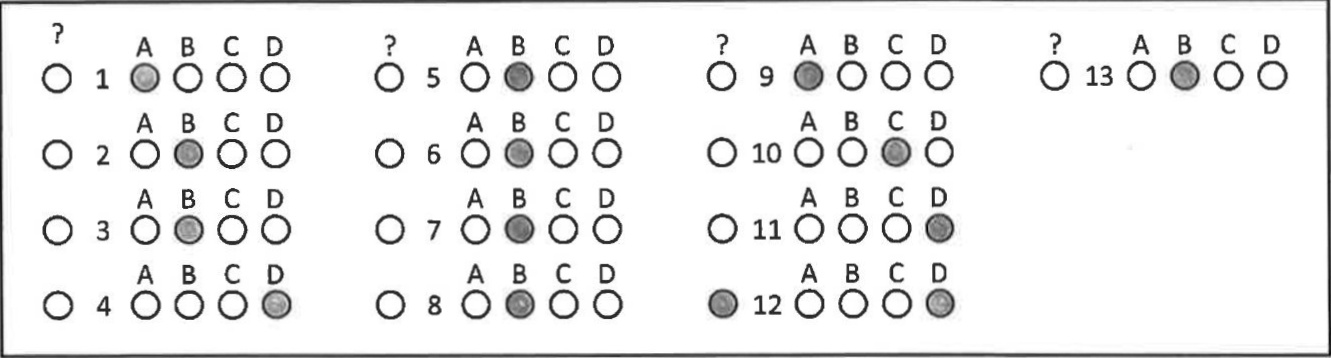 ? A B C D ? A B C D ? A B C D ? A B C D
1 5 9 13
A B C D A B C D A B C D
2 6 10
A B C D A B C D A B C D
3 7 11
A B C D A B C D A B C D
4 8 12